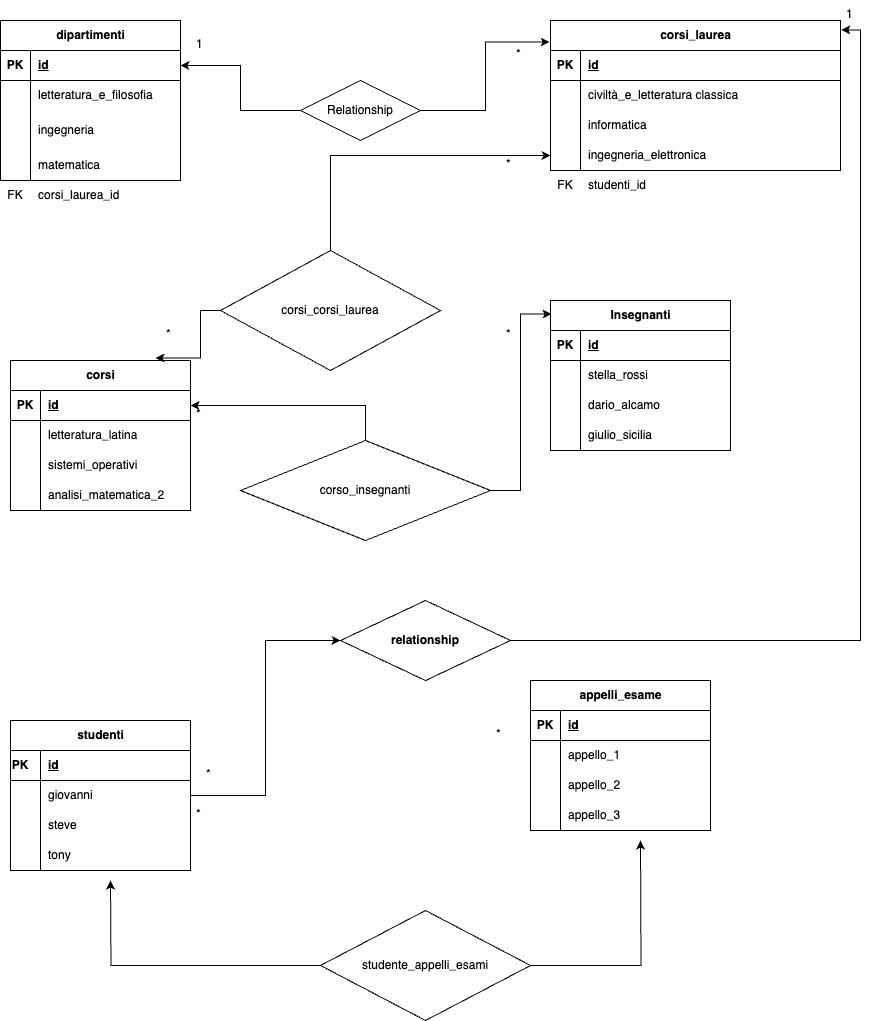 dipartimenti
PK id
letteratura_e_filosofia
ingegneria
matematica
FK corsi_laurea_id
1
Relationship
*
1
corsi_laurea
PK id
civiltà_e_letteratura classica
informatica
ingegneria_elettronica
FK studenti_id
*
corsi_corsi_laurea
*
corsi
PK id
letteratura_latina
sistemi_operativi
analisi_matematica_2
*
corso_insegnanti
*
Insegnanti
PK id
stella_rossi
dario_alcamo
giulio_sicilia
relationship
studenti
PK id
giovanni
steve
tony
*
*
*
appelli_esame
PK id
appello_1
appello_2
appello_3
studente_appelli_esami